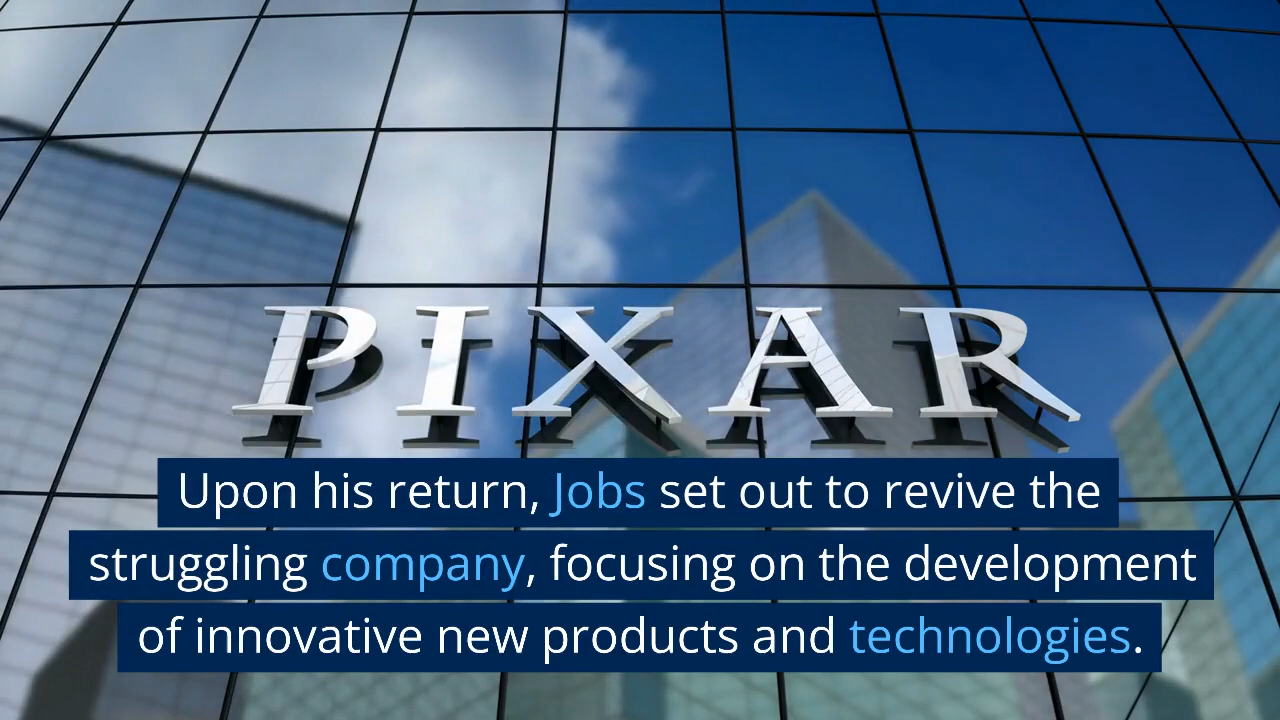 PIXAR
Upon his return, Jobs set out to revive the
struggling company, focusing on the development
of innovative new products and technologies.